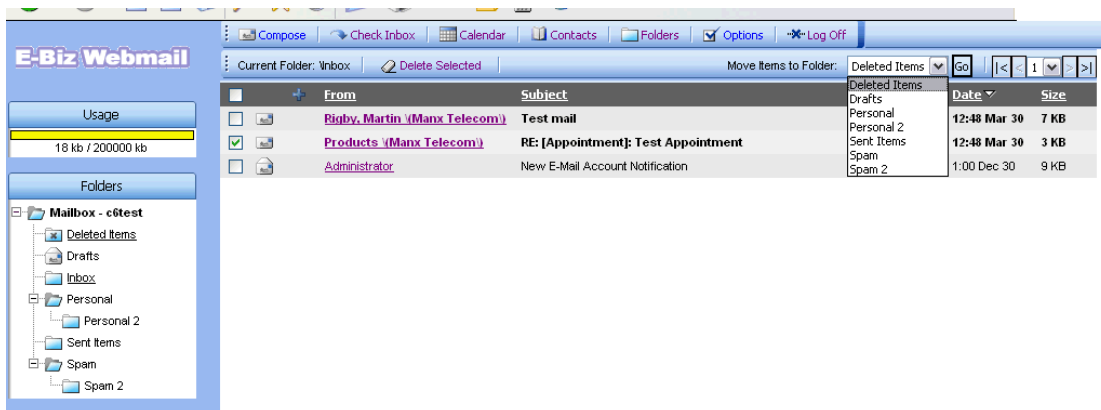 Compose Check Inbox Calendar Contacts Folders Options Log Off
E-Biz Webmail
Current Folder: \Inbox Delete Selected Move Items to Folder: Deleted Items Go |< < 1 > >|
From Subject Date Size
Deleted Items
Drafts
Personal
Personal 2
Sent Items
Spam
Spam 2
Rigby, Martin \(Manx Telecom\) Test mail 12:48 Mar 30 7 KB
Products \(Manx Telecom\) RE: [Appointment]: Test Appointment 12:48 Mar 30 3 KB
Administrator New E-Mail Account Notification 1:00 Dec 30 9 KB
Usage
18 kb / 200000 kb
Folders
Mailbox - c6test
Deleted Items
Drafts
Inbox
Personal
Personal 2
Sent Items
Spam
Spam 2